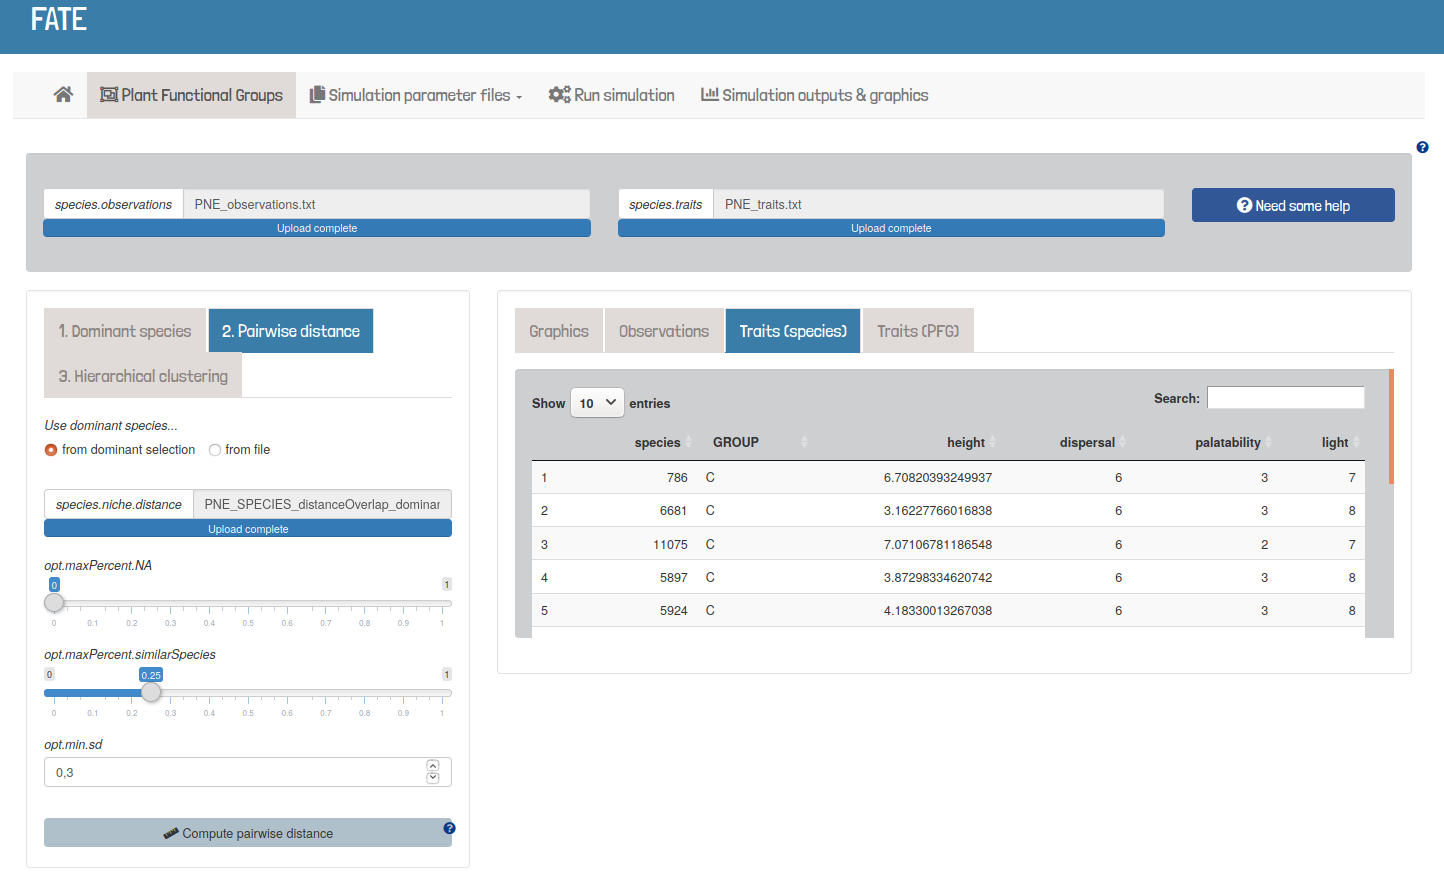 FATE
Plant Functional Groups Simulation parameter files Run simulation Simulation outputs & graphics
species.observations PNE_observations.txt species.traits PNE_traits.txt Need some help
Upload complete Upload complete
1. Dominant species 2. Pairwise distance
3. Hierarchical clustering
Use dominant species...
from dominant selection from file
species.niche.distance PNE_SPECIES_distanceOverlap_dominar
Upload complete
opt.maxPercent.NA
0 1
0 0.1 0.2 0.3 0.4 0.5 0.6 0.7 0.8 0.9 1
opt.maxPercent.similarSpecies
0 0.25 1
0 0.1 0.2 0.3 0.4 0.5 0.6 0.7 0.8 0.9 1
opt.min.sd
0,3
Compute pairwise distance
Graphics Observations Traits (species) Traits (PFG)
Show 10 entries Search:
species GROUP height dispersal palatability light
1 786 C 6.70820393249937 6 3 7
2 6681 C 3.16227766016838 6 3 8
3 11075 C 7.07106781186548 6 2 7
4 5897 C 3.87298334620742 6 3 8
5 5924 C 4.18330013267038 6 3 8